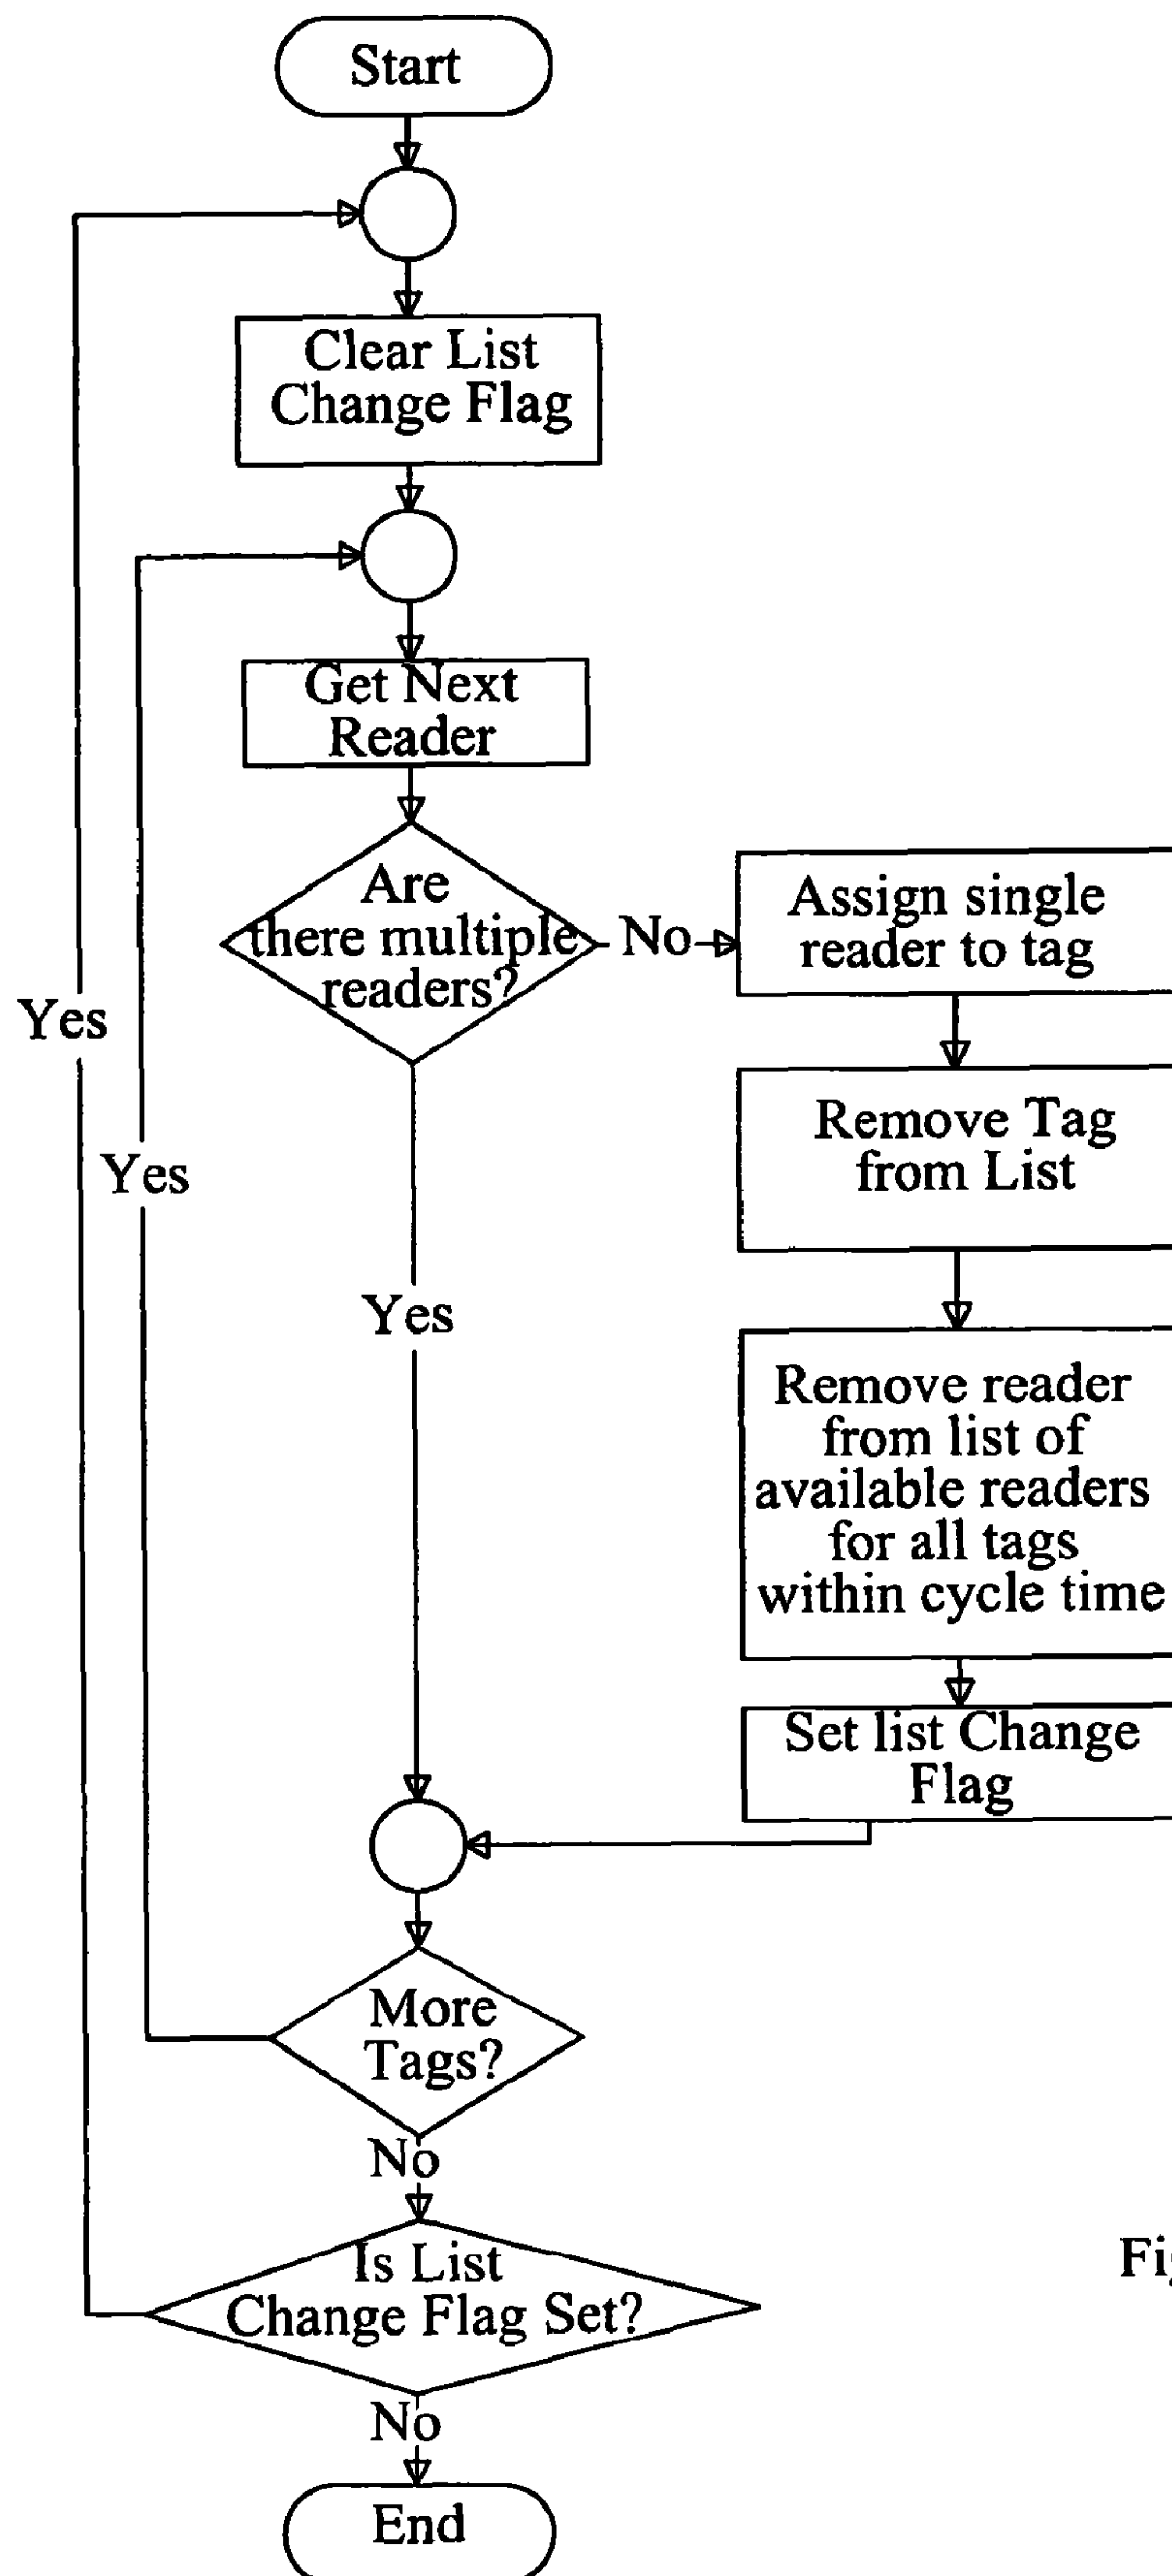 Start
Clear List
Change Flag
Get Next
Reader
Are
there multiple
readers?
No
Assign single
reader to tag
Remove Tag
from List
Remove reader
from list of
available readers
for all tags
within cycle time
Set list Change
Flag
Yes
Yes
Yes
More
Tags?
No
Is List
Change Flag Set?
No
End